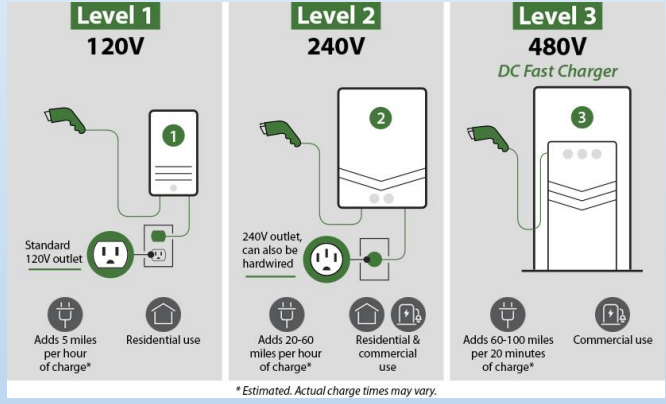 Level 1
120V
1
Standard
120V outlet
Adds 5 miles
per hour
of charge*
Residential use
Level 2
240V
2
240V outlet,
can also be
hardwired
Adds 20-60
miles per hour
of charge*
Residential &
commercial
use
Level 3
480V
DC Fast Charger
3
Adds 60-100 miles
per 20 minutes
of charge*
Commercial use
* Estimated. Actual charge times may vary.